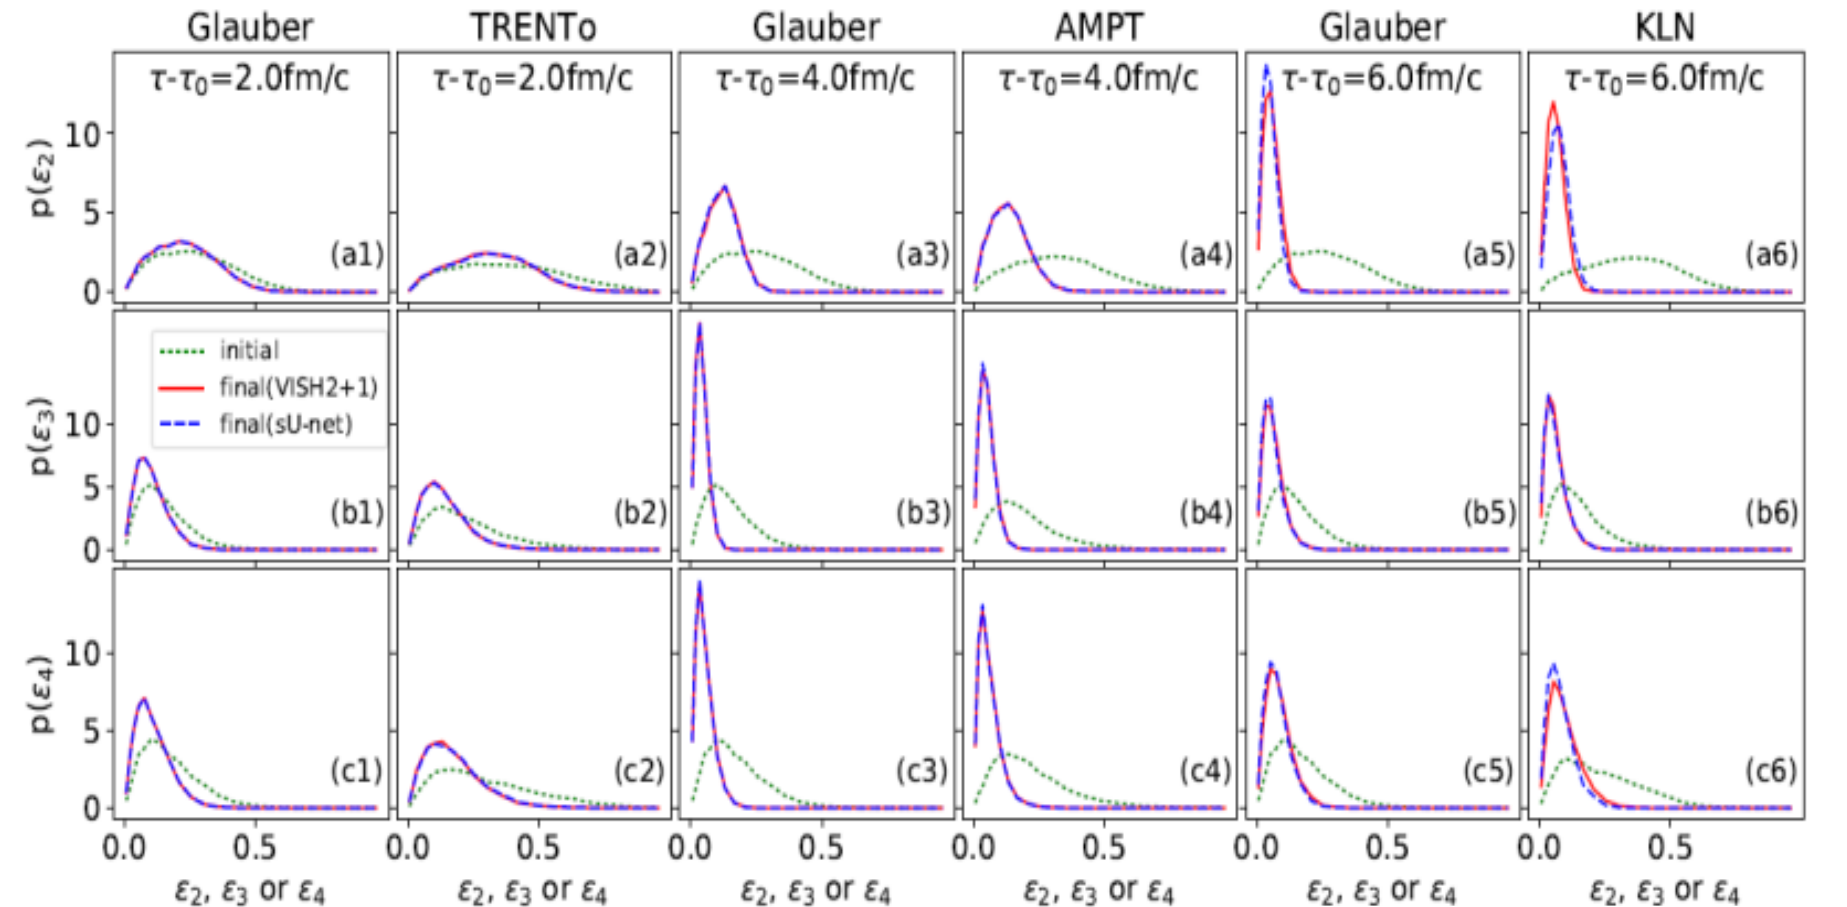 Glauber TRENTo Glauber AMPT Glauber KLN
τ-τ₀=2.0fm/c τ-τ₀=2.0fm/c τ-τ₀=4.0fm/c τ-τ₀=4.0fm/c τ-τ₀=6.0fm/c τ-τ₀=6.0fm/c
p(ε₂)
10
5
0
(a1) (a2) (a3) (a4) (a5) (a6)
initial
final(VISH2+1)
final(sU-net)
p(ε₃)
10
5
0
(b1) (b2) (b3) (b4) (b5) (b6)
p(ε₄)
10
5
0
(c1) (c2) (c3) (c4) (c5) (c6)
0.0 0.5 0.0 0.5 0.0 0.5 0.0 0.5 0.0 0.5 0.0 0.5
ε₂, ε₃ or ε₄ ε₂, ε₃ or ε₄ ε₂, ε₃ or ε₄ ε₂, ε₃ or ε₄ ε₂, ε₃ or ε₄ ε₂, ε₃ or ε₄